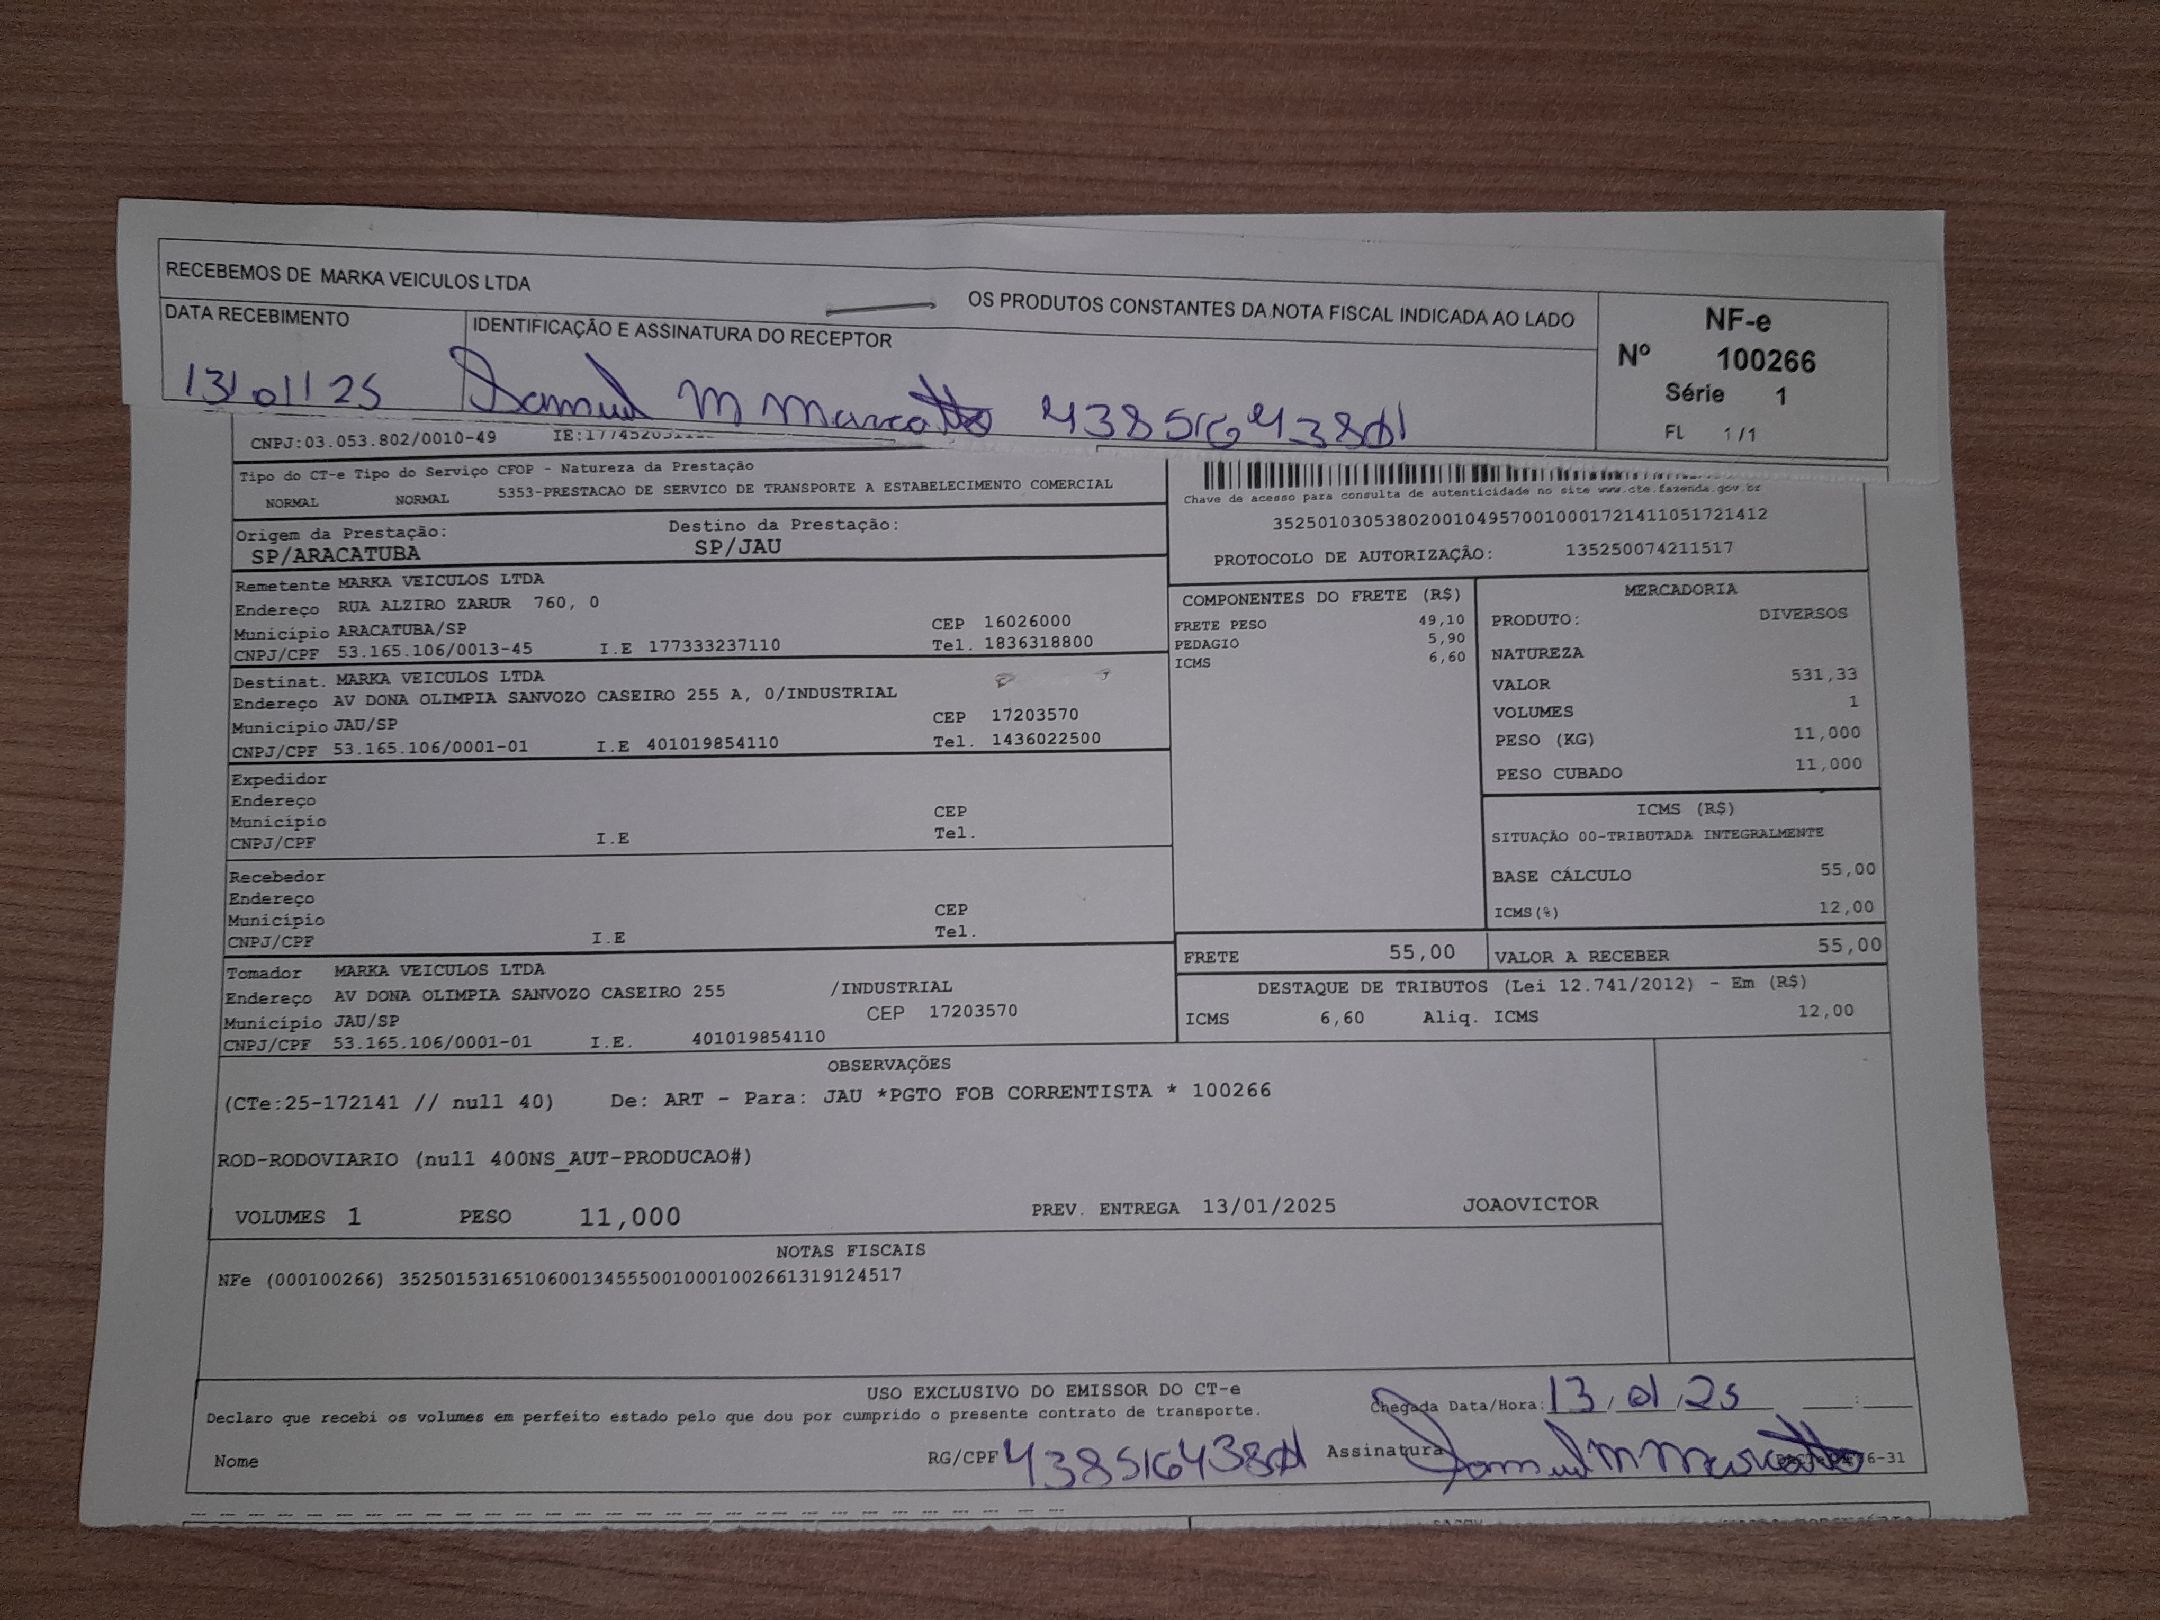 RECEBEMOS DE MARKA VEICULOS LTDA
OS PRODUTOS CONSTANTES DA NOTA FISCAL INDICADA AO LADO
DATA RECEBIMENTO
IDENTIFICAÇÃO E ASSINATURA DO RECEPTOR
13/01/25 Samuel M
NF-e
Nº 100266
Série 1
FL 1/1
CNPJ:03.053.802/0010-49 IE:
Tipo do CT-e Tipo do Serviço CFOP - Natureza da Prestação
NORMAL NORMAL 5353-PRESTACAO DE SERVICO DE TRANSPORTE A ESTABELECIMENTO COMERCIAL
Chave de acesso para consulta de autenticidade no site www.cte.fazenda.gov.br
35250103053802001049570010001721411051721412
PROTOCOLO DE AUTORIZAÇÃO: 135250074211517
Origem da Prestação: Destino da Prestação:
SP/ARACATUBA SP/JAU
Remetente MARKA VEICULOS LTDA
Endereço RUA ALZIRO ZARUR 760, 0
Município ARACATUBA/SP CEP 16026000
CNPJ/CPF 53.165.106/0013-45 I.E 177333237110 Tel. 1836318800
Destinat. MARKA VEICULOS LTDA
Endereço AV DONA OLIMPIA SANVOZO CASEIRO 255 A, 0/INDUSTRIAL
Município JAU/SP CEP 17203570
CNPJ/CPF 53.165.106/0001-01 I.E 401019854110 Tel. 1436022500
Expedidor
Endereço
Município CEP
CNPJ/CPF I.E Tel.
Recebedor
Endereço
Município CEP
CNPJ/CPF I.E Tel.
Tomador MARKA VEICULOS LTDA
Endereço AV DONA OLIMPIA SANVOZO CASEIRO 255 /INDUSTRIAL
Município JAU/SP CEP 17203570
CNPJ/CPF 53.165.106/0001-01 I.E. 401019854110
COMPONENTES DO FRETE (R$)
FRETE PESO 49,10
PEDAGIO 5,90
ICMS 6,60
MERCADORIA
PRODUTO: DIVERSOS
NATUREZA
VALOR 531,33
VOLUMES 1
PESO (KG) 11,000
PESO CUBADO 11,000
ICMS (R$)
SITUAÇÃO 00-TRIBUTADA INTEGRALMENTE
BASE CÁLCULO 55,00
ICMS(%) 12,00
FRETE 55,00 VALOR A RECEBER 55,00
DESTAQUE DE TRIBUTOS (Lei 12.741/2012) - Em (R$)
ICMS 6,60 Aliq. ICMS 12,00
OBSERVAÇÕES
(CTe:25-172141 // null 40) De: ART - Para: JAU *PGTO FOB CORRENTISTA * 100266
ROD-RODOVIARIO (null 400NS_AUT-PRODUCAO#)
VOLUMES 1 PESO 11,000 PREV. ENTREGA 13/01/2025 JOAOVICTOR
NOTAS FISCAIS
NFe (000100266) 35250153165106001345550010001002661319124517
USO EXCLUSIVO DO EMISSOR DO CT-e
Declaro que recebi os volumes em perfeito estado pelo que dou por cumprido o presente contrato de transporte.
Chegada Data/Hora: 13/01/25 :
Nome RG/CPF Assinatura Samuel M